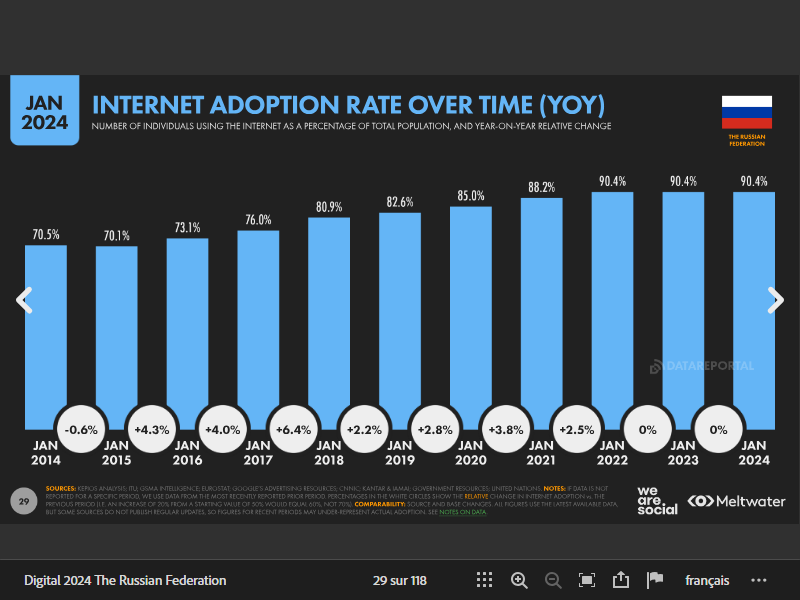 JAN
2024
INTERNET ADOPTION RATE OVER TIME (YOY)
NUMBER OF INDIVIDUALS USING THE INTERNET AS A PERCENTAGE OF TOTAL POPULATION, AND YEAR-ON-YEAR RELATIVE CHANGE
THE RUSSIAN
FEDERATION
70.5% 70.1% 73.1% 76.0% 80.9% 82.6% 85.0% 88.2% 90.4% 90.4% 90.4%
DATAREPORTAL
-0.6% +4.3% +4.0% +6.4% +2.2% +2.8% +3.8% +2.5% 0% 0%
JAN JAN JAN JAN JAN JAN JAN JAN JAN JAN JAN
2014 2015 2016 2017 2018 2019 2020 2021 2022 2023 2024
29
SOURCES: KEPIOS ANALYSIS; ITU; GSMA INTELLIGENCE; EUROSTAT; GOOGLE'S ADVERTISING RESOURCES; CNNIC; KANTAR & IAMAI; GOVERNMENT RESOURCES; UNITED NATIONS. NOTES: IF DATA IS NOT
REPORTED FOR A SPECIFIC PERIOD, WE USE DATA FROM THE MOST RECENTLY REPORTED PRIOR PERIOD. PERCENTAGES IN THE WHITE CIRCLES SHOW THE RELATIVE CHANGE IN INTERNET ADOPTION vs. THE
PREVIOUS PERIOD (I.E. AN INCREASE OF 20% FROM A STARTING VALUE OF 50% WOULD EQUAL 60%, NOT 70%). COMPARABILITY: SOURCE AND BASE CHANGES. ALL FIGURES USE THE LATEST AVAILABLE DATA,
BUT SOME SOURCES DO NOT PUBLISH REGULAR UPDATES, SO FIGURES FOR RECENT PERIODS MAY UNDER-REPRESENT ACTUAL ADOPTION. SEE NOTES ON DATA.
we
are.
social
Meltwater
Digital 2024 The Russian Federation
29 sur 118
français